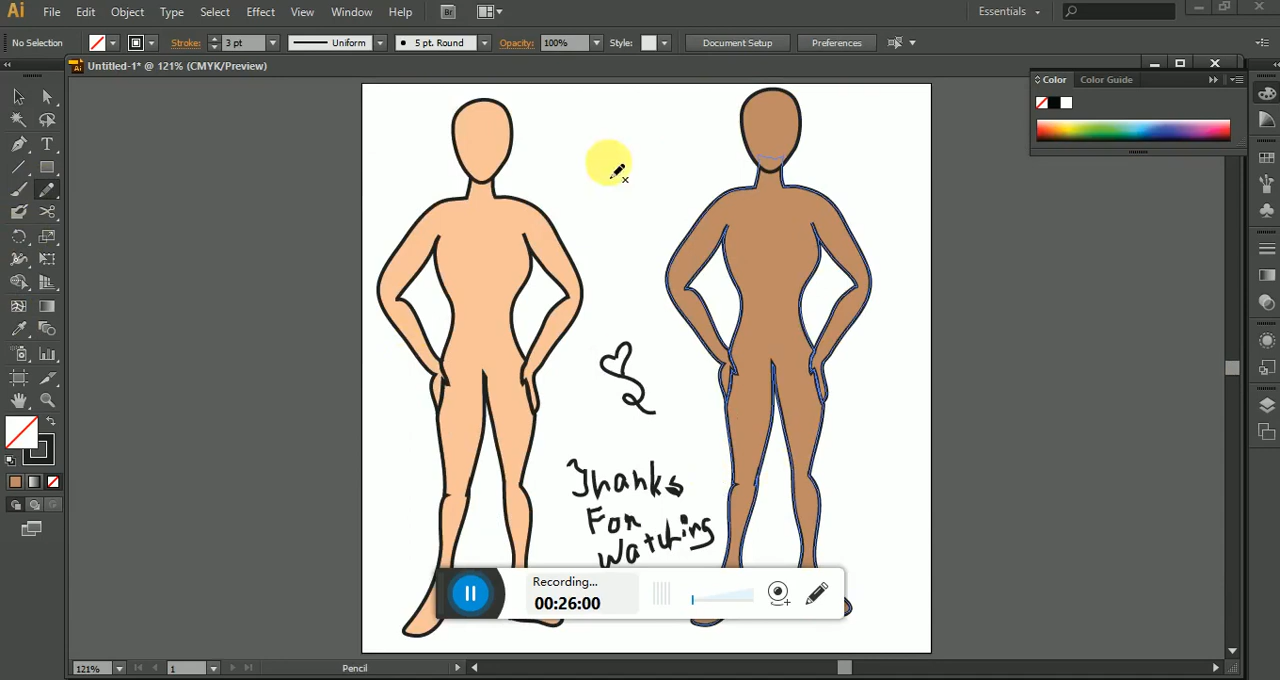 Ai File Edit Object Type Select Effect View Window Help Br Essentials
No Selection Stroke: 3 pt Uniform 5 pt. Round Opacity: 100% Style: Document Setup Preferences
Untitled-1* @ 121% (CMYK/Preview)
Color Color Guide
Thanks
For
Watching
Recording...
00:26:00
121% 1 Pencil